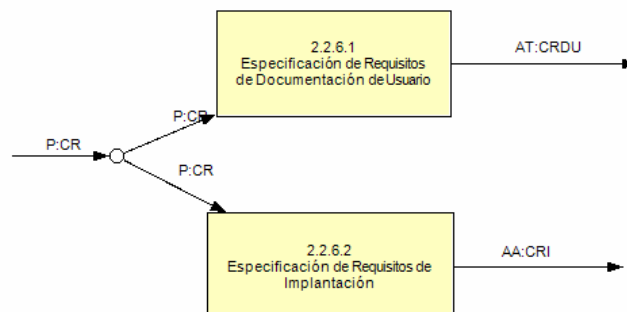 2.2.6.1
Especificación de Requisitos
de Documentación de Usuario
AT:CRDU
P:CR
P:CR
P:CR
2.2.6.2
Especificación de Requisitos de
Implantación
AA:CRI